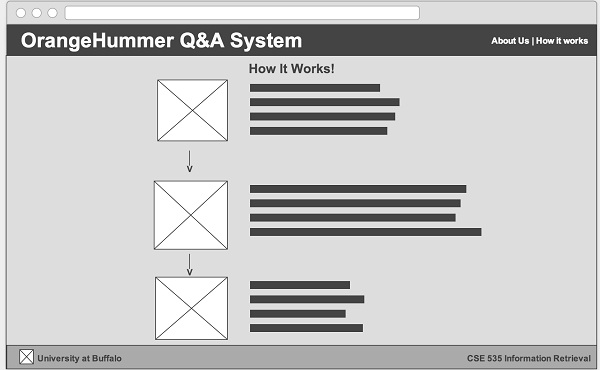 OrangeHummer Q&A System
About Us | How it works
How It Works!
University at Buffalo
CSE 535 Information Retrieval